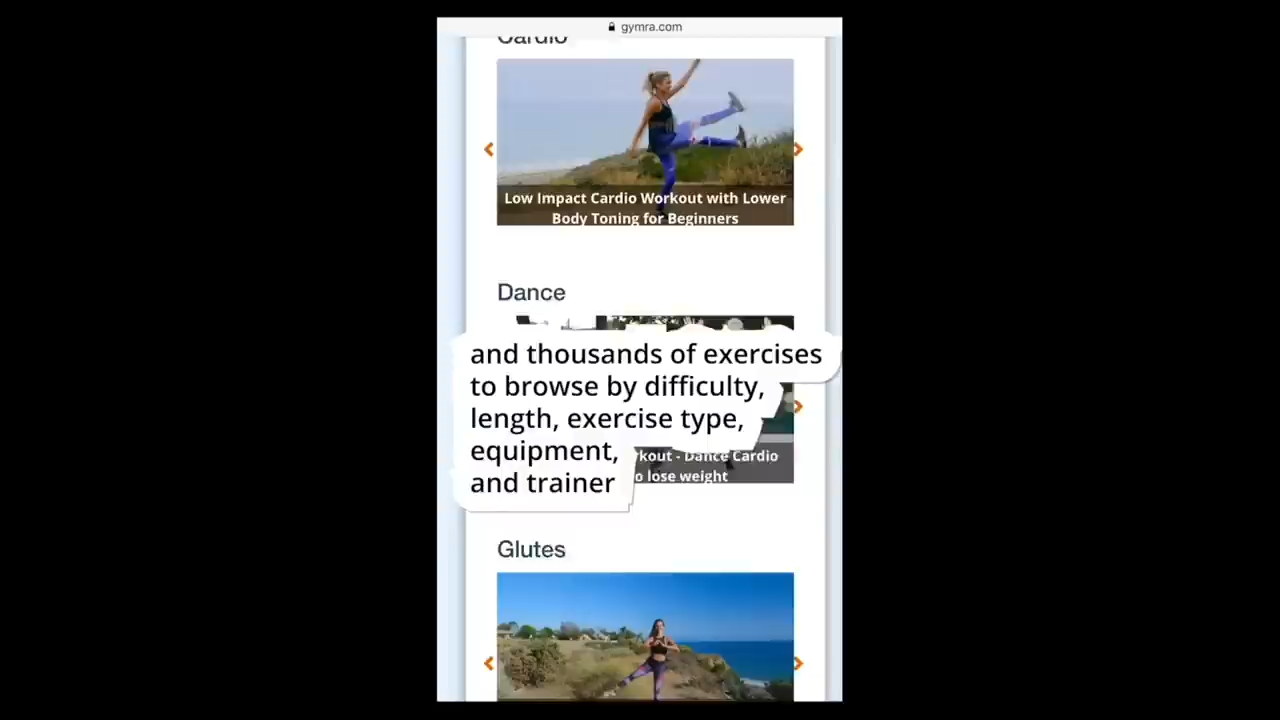 gymra.com
Cardio
Low Impact Cardio Workout with Lower
Body Toning for Beginners
Dance
and thousands of exercises
to browse by difficulty,
length, exercise type,
equipment,
and trainer
- Dance Cardio
lose weight
Glutes